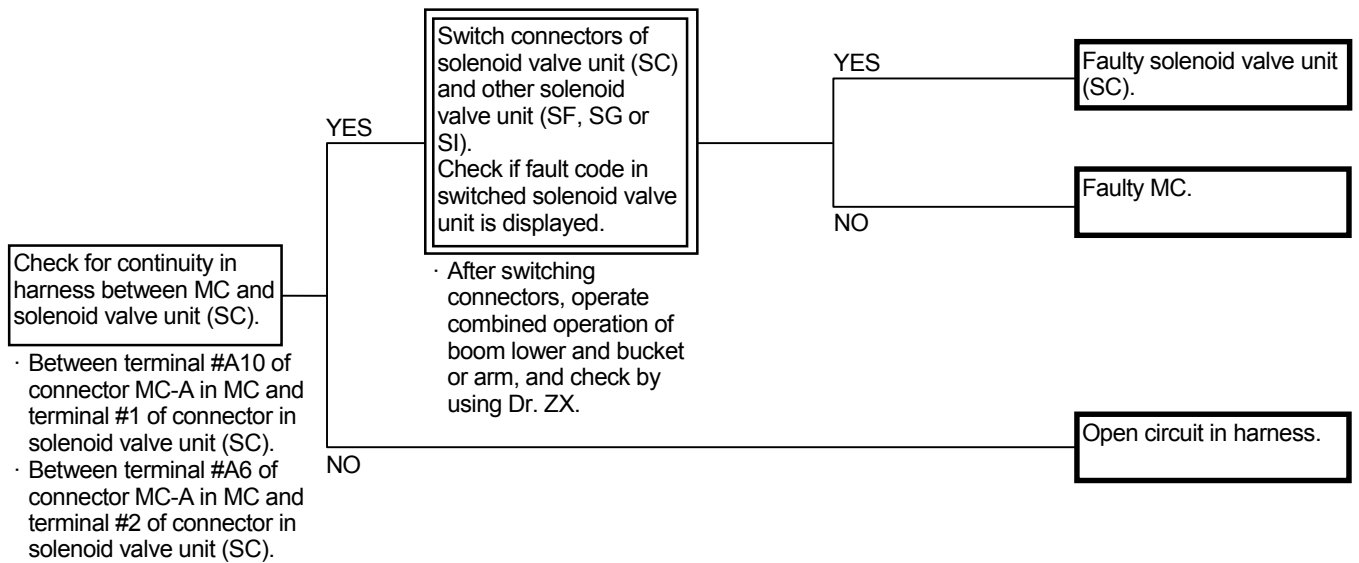 Check for continuity in
harness between MC and
solenoid valve unit (SC).
· Between terminal #A10 of
connector MC-A in MC and
terminal #1 of connector in
solenoid valve unit (SC).
· Between terminal #A6 of
connector MC-A in MC and
terminal #2 of connector in
solenoid valve unit (SC).
YES
Switch connectors of
solenoid valve unit (SC)
and other solenoid
valve unit (SF, SG or
SI).
Check if fault code in
switched solenoid valve
unit is displayed.
· After switching
connectors, operate
combined operation of
boom lower and bucket
or arm, and check by
using Dr. ZX.
YES
Faulty solenoid valve unit
(SC).
NO
Faulty MC.
NO
Open circuit in harness.